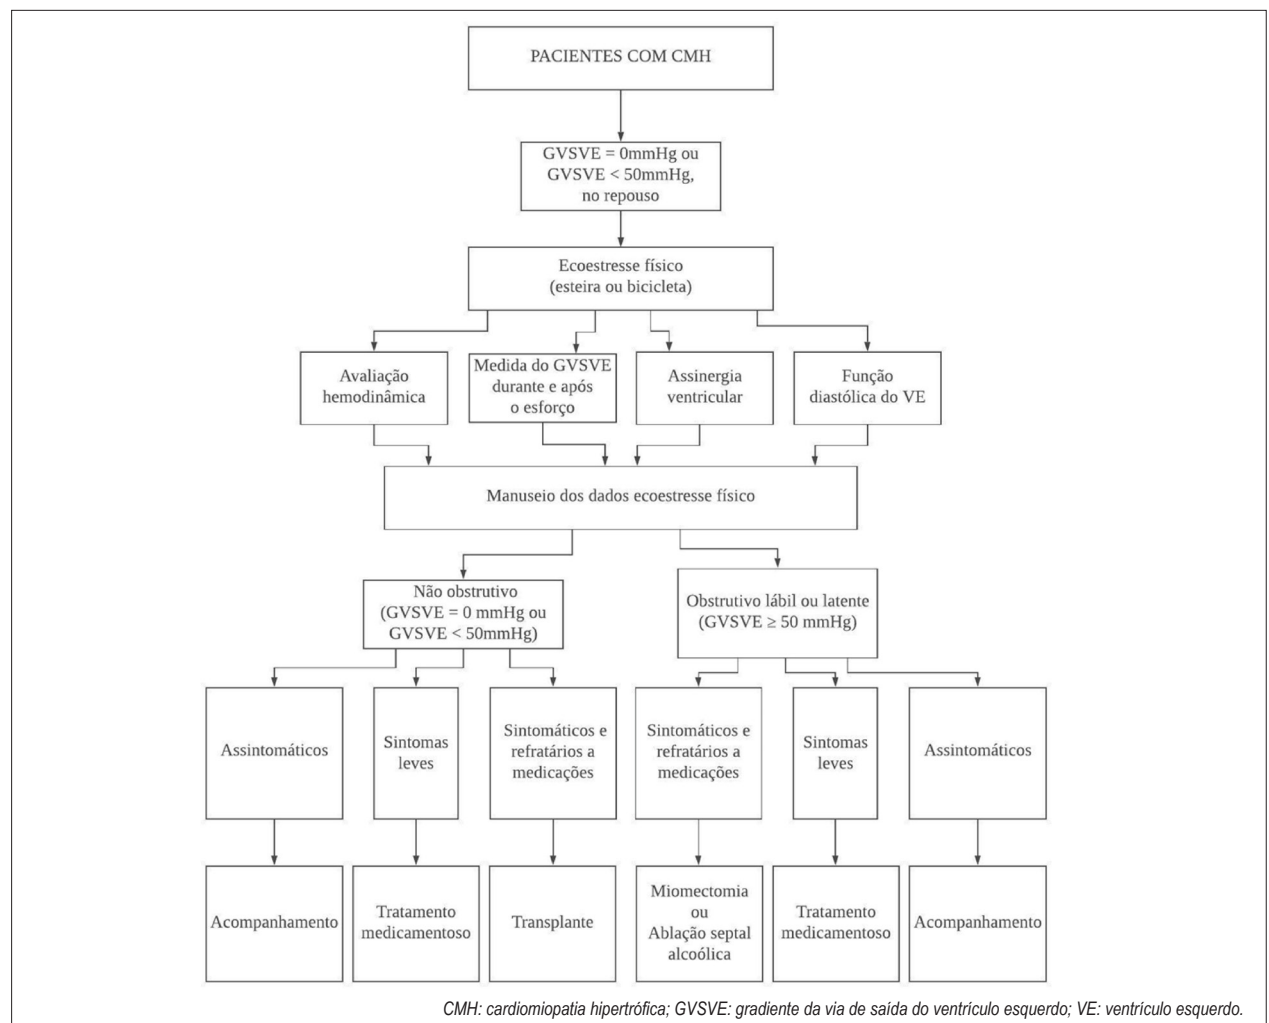 PACIENTES COM CMH
GVSVE = 0mmHg ou
GVSVE < 50mmHg,
no repouso
Ecoestresse físico
(esteira ou bicicleta)
Avaliação
hemodinâmica
Medida do GVSVE
durante e após
o esforço
Assinergia
ventricular
Função
diastólica do VE
Manuseio dos dados ecoestresse físico
Não obstrutivo
(GVSVE = 0 mmHg ou
GVSVE < 50mmHg)
Obstrutivo lábil ou latente
(GVSVE ≥ 50 mmHg)
Assintomáticos
Sintomas
leves
Sintomáticos e
refratários a
medicações
Sintomáticos e
refratários a
medicações
Sintomas
leves
Assintomáticos
Acompanhamento
Tratamento
medicamentoso
Transplante
Miomectomia
ou
Ablação septal
alcoólica
Tratamento
medicamentoso
Acompanhamento
CMH: cardiomiopatia hipertrófica; GVSVE: gradiente da via de saída do ventrículo esquerdo; VE: ventrículo esquerdo.